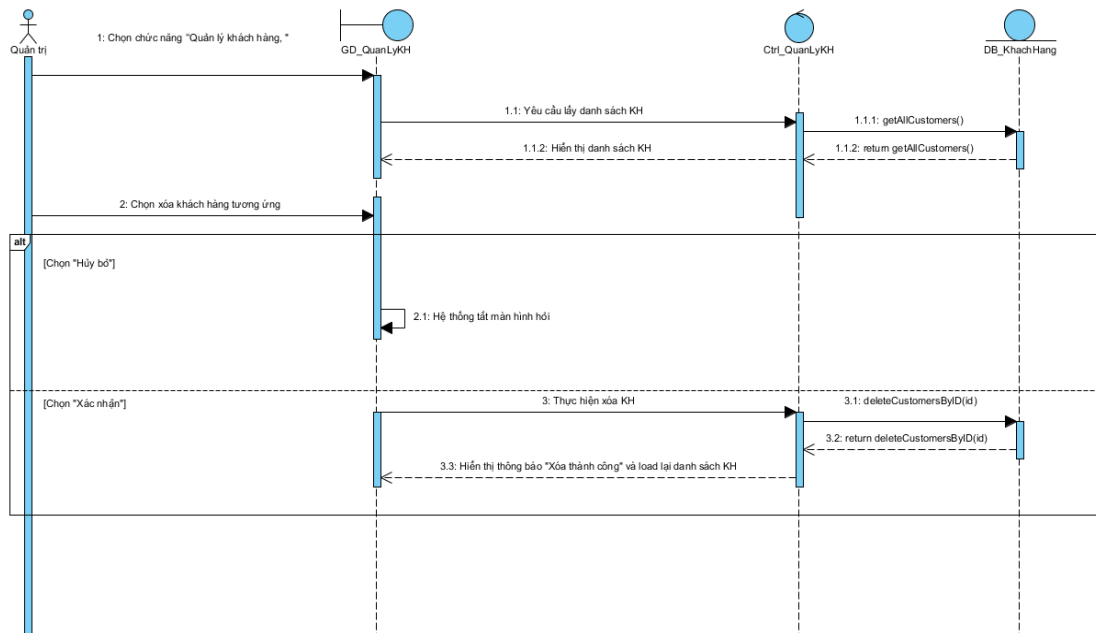 1: Chọn chức năng "Quản lý khách hàng, "
Quản trị
GD_QuanLyKH
Ctrl_QuanLyKH
DB_KhachHang
1.1: Yêu cầu lấy danh sách KH
1.1.1: getAllCustomers()
1.1.2: Hiển thị danh sách KH
1.1.2: return getAllCustomers()
2: Chọn xóa khách hàng tương ứng
alt
[Chọn "Hủy bỏ"]
2.1: Hệ thống tắt màn hình hỏi
[Chọn "Xác nhận"]
3: Thực hiện xóa KH
3.1: deleteCustomersByID(id)
3.2: return deleteCustomersByID(id)
3.3: Hiển thị thông báo "Xóa thành công" và load lại danh sách KH